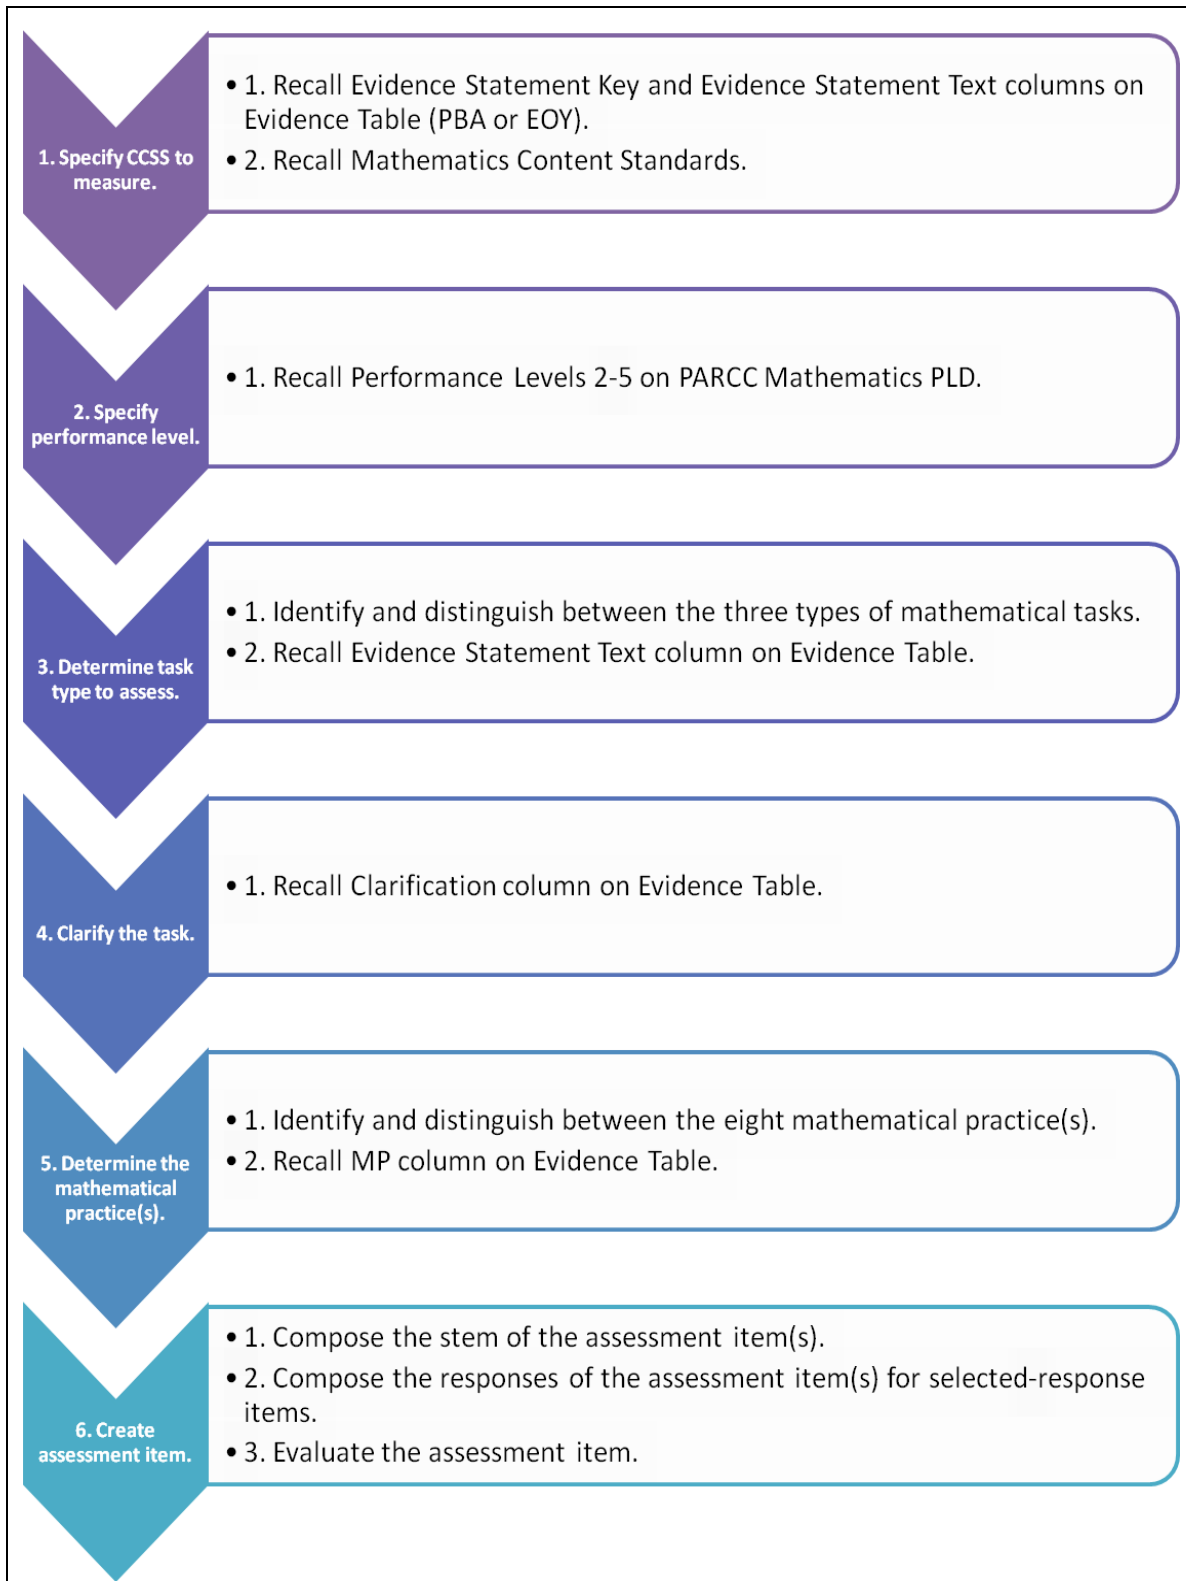 1. Specify CCSS to
measure.
• 1. Recall Evidence Statement Key and Evidence Statement Text columns on
Evidence Table (PBA or EOY).
• 2. Recall Mathematics Content Standards.
2. Specify
performance level.
• 1. Recall Performance Levels 2-5 on PARCC Mathematics PLD.
3. Determine task
type to assess.
• 1. Identify and distinguish between the three types of mathematical tasks.
• 2. Recall Evidence Statement Text column on Evidence Table.
4. Clarify the task.
• 1. Recall Clarification column on Evidence Table.
5. Determine the
mathematical
practice(s).
• 1. Identify and distinguish between the eight mathematical practice(s).
• 2. Recall MP column on Evidence Table.
6. Create
assessment item.
• 1. Compose the stem of the assessment item(s).
• 2. Compose the responses of the assessment item(s) for selected-response
items.
• 3. Evaluate the assessment item.